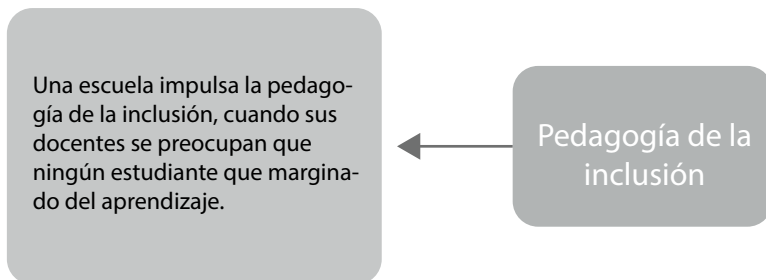 Una escuela impulsa la pedago-
gía de la inclusión, cuando sus
docentes se preocupan que
ningún estudiante que margina-
do del aprendizaje.
Pedagogía de la
inclusión